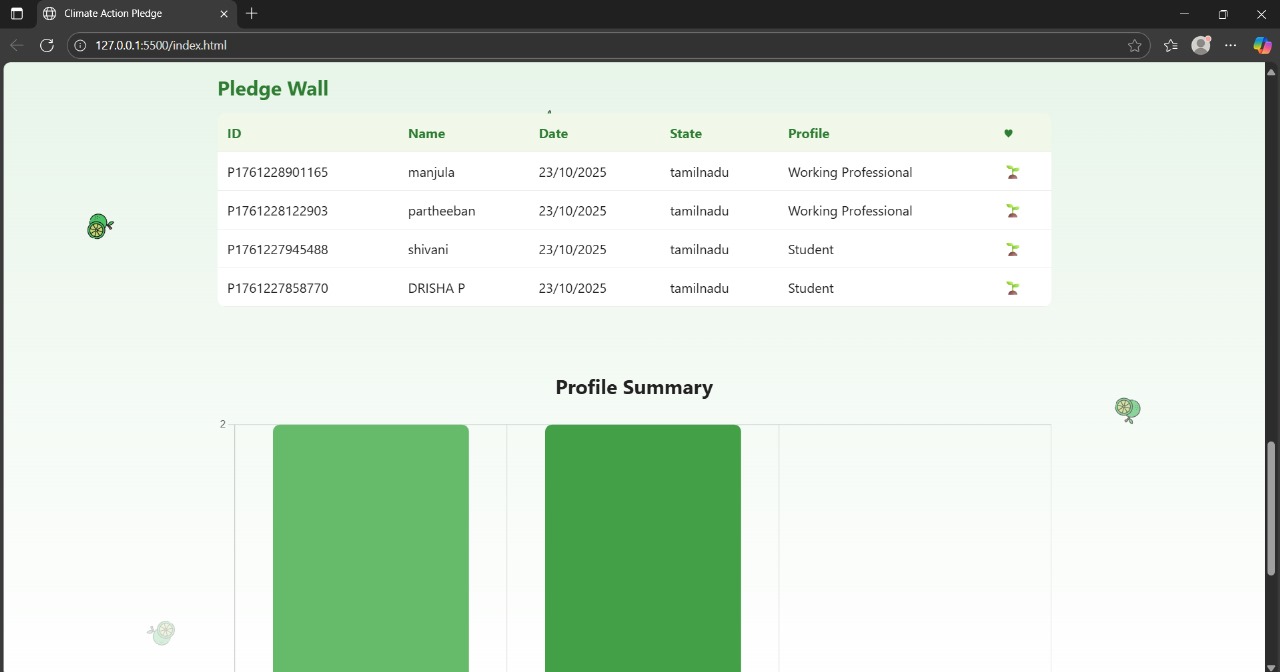 Climate Action Pledge
127.0.0.1:5500/index.html
Pledge Wall
ID Name Date State Profile ♥
P1761228901165 manjula 23/10/2025 tamilnadu Working Professional 🌱
P1761228122903 partheeban 23/10/2025 tamilnadu Working Professional 🌱
P1761227945488 shivani 23/10/2025 tamilnadu Student 🌱
P1761227858770 DRISHA P 23/10/2025 tamilnadu Student 🌱
Profile Summary
2